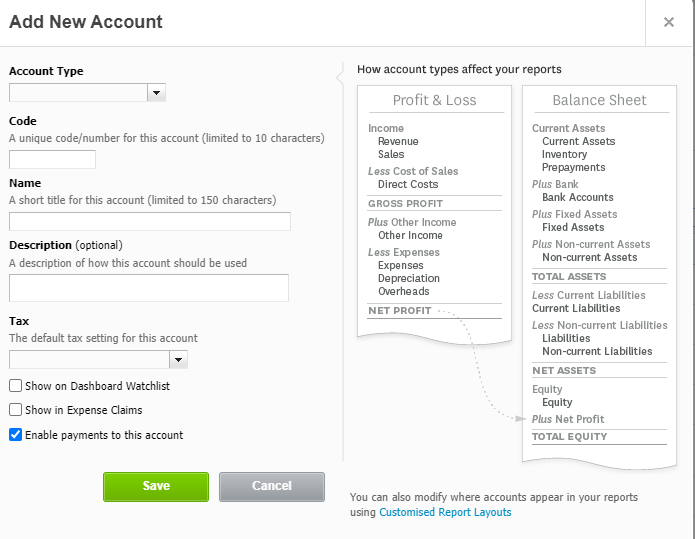 Add New Account
×
Account Type
Code
A unique code/number for this account (limited to 10 characters)
Name
A short title for this account (limited to 150 characters)
Description (optional)
A description of how this account should be used
Tax
The default tax setting for this account
Show on Dashboard Watchlist
Show in Expense Claims
Enable payments to this account
Save
Cancel
How account types affect your reports
Profit & Loss
Income
Revenue
Sales
Less Cost of Sales
Direct Costs
GROSS PROFIT
Plus Other Income
Other Income
Less Expenses
Expenses
Depreciation
Overheads
NET PROFIT
Balance Sheet
Current Assets
Current Assets
Inventory
Prepayments
Plus Bank
Bank Accounts
Plus Fixed Assets
Fixed Assets
Plus Non-current Assets
Non-current Assets
TOTAL ASSETS
Less Current Liabilities
Current Liabilities
Less Non-current Liabilities
Liabilities
Non-current Liabilities
NET ASSETS
Equity
Equity
Plus Net Profit
TOTAL EQUITY
You can also modify where accounts appear in your reports
using Customised Report Layouts